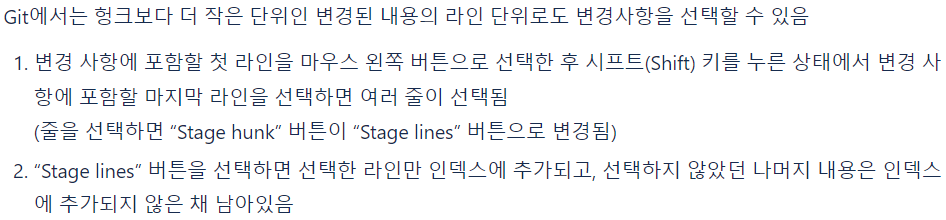 Git에서는 헝크보다 더 작은 단위인 변경된 내용의 라인 단위로도 변경사항을 선택할 수 있음
1. 변경 사항에 포함할 첫 라인을 마우스 왼쪽 버튼으로 선택한 후 시프트(Shift) 키를 누른 상태에서 변경 사
항에 포함할 마지막 라인을 선택하면 여러 줄이 선택됨
(줄을 선택하면 “Stage hunk” 버튼이 “Stage lines” 버튼으로 변경됨)
2. “Stage lines” 버튼을 선택하면 선택한 라인만 인덱스에 추가되고, 선택하지 않았던 나머지 내용은 인덱스
에 추가되지 않은 채 남아있음